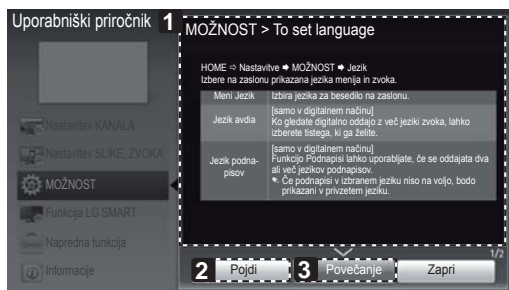 Uporabniški priročnik
1
MOŽNOST > To set language
HOME ⇨ Nastavitve ➡ MOŽNOST ➡ Jezik
Izbere na zaslonu prikazana jezika menija in zvoka.
Meni Jezik
Izbira jezika za besedilo na zaslonu.
Jezik avdia
[samo v digitalnem načinu]
Ko gledate digitalno oddajo z več jeziki zvoka, lahko
izberete tistega, ki ga želite.
Jezik podna-
pisov
[samo v digitalnem načinu]
Funkcijo Podnapisi lahko uporabljate, če se oddajata dva
ali več jezikov podnapisov.
✎ Če podnapisi v izbranem jeziku niso na voljo, bodo
prikazani v privzetem jeziku.
Nastavitev KANALA
Nastavitev SLIKE, ZVOKA
MOŽNOST
Funkcija LG SMART
Napredna funkcija
Informacije
1/2
2 Pojdi
3 Povečanje
Zapri